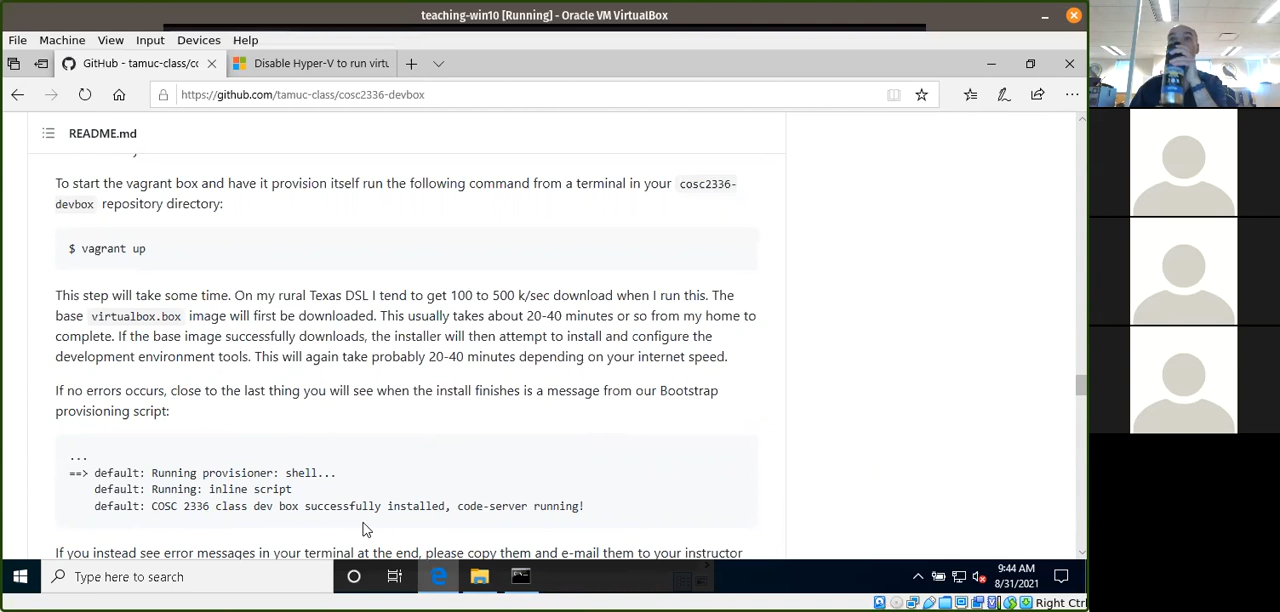 teaching-win10 [Running] - Oracle VM VirtualBox
File Machine View Input Devices Help
GitHub - tamuc-class/co Disable Hyper-V to run virtu
https://github.com/tamuc-class/cosc2336-devbox
README.md
To start the vagrant box and have it provision itself run the following command from a terminal in your cosc2336-
devbox repository directory:
$ vagrant up
This step will take some time. On my rural Texas DSL I tend to get 100 to 500 k/sec download when I run this. The
base virtualbox.box image will first be downloaded. This usually takes about 20-40 minutes or so from my home to
complete. If the base image successfully downloads, the installer will then attempt to install and configure the
development environment tools. This will again take probably 20-40 minutes depending on your internet speed.
If no errors occurs, close to the last thing you will see when the install finishes is a message from our Bootstrap
provisioning script:
...
==> default: Running provisioner: shell...
default: Running: inline script
default: COSC 2336 class dev box successfully installed, code-server running!
If you instead see error messages in your terminal at the end, please copy them and e-mail them to your instructor
Type here to search
9:44 AM
8/31/2021
Right Ctrl